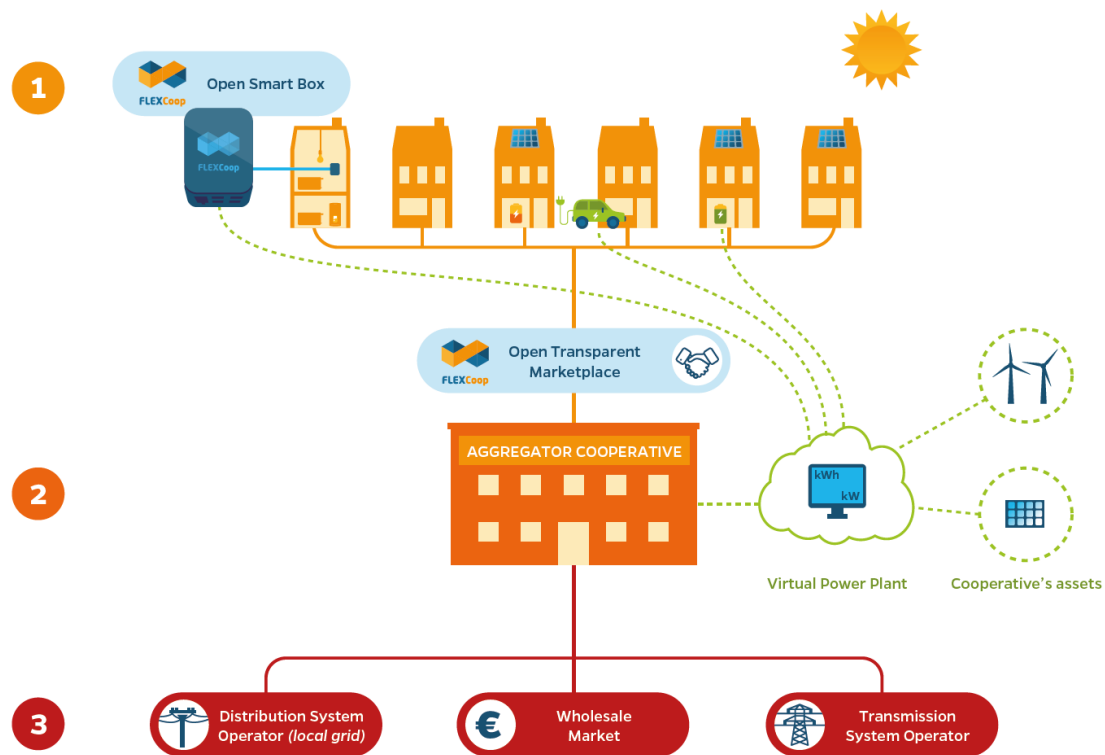 1
FLEXCoop
Open Smart Box
FLEXCoop
FLEXCoop
Open Transparent
Marketplace
2
AGGREGATOR COOPERATIVE
kWh
kW
Virtual Power Plant
Cooperative's assets
3
Distribution System
Operator (local grid)
€
Wholesale
Market
Transmission
System Operator